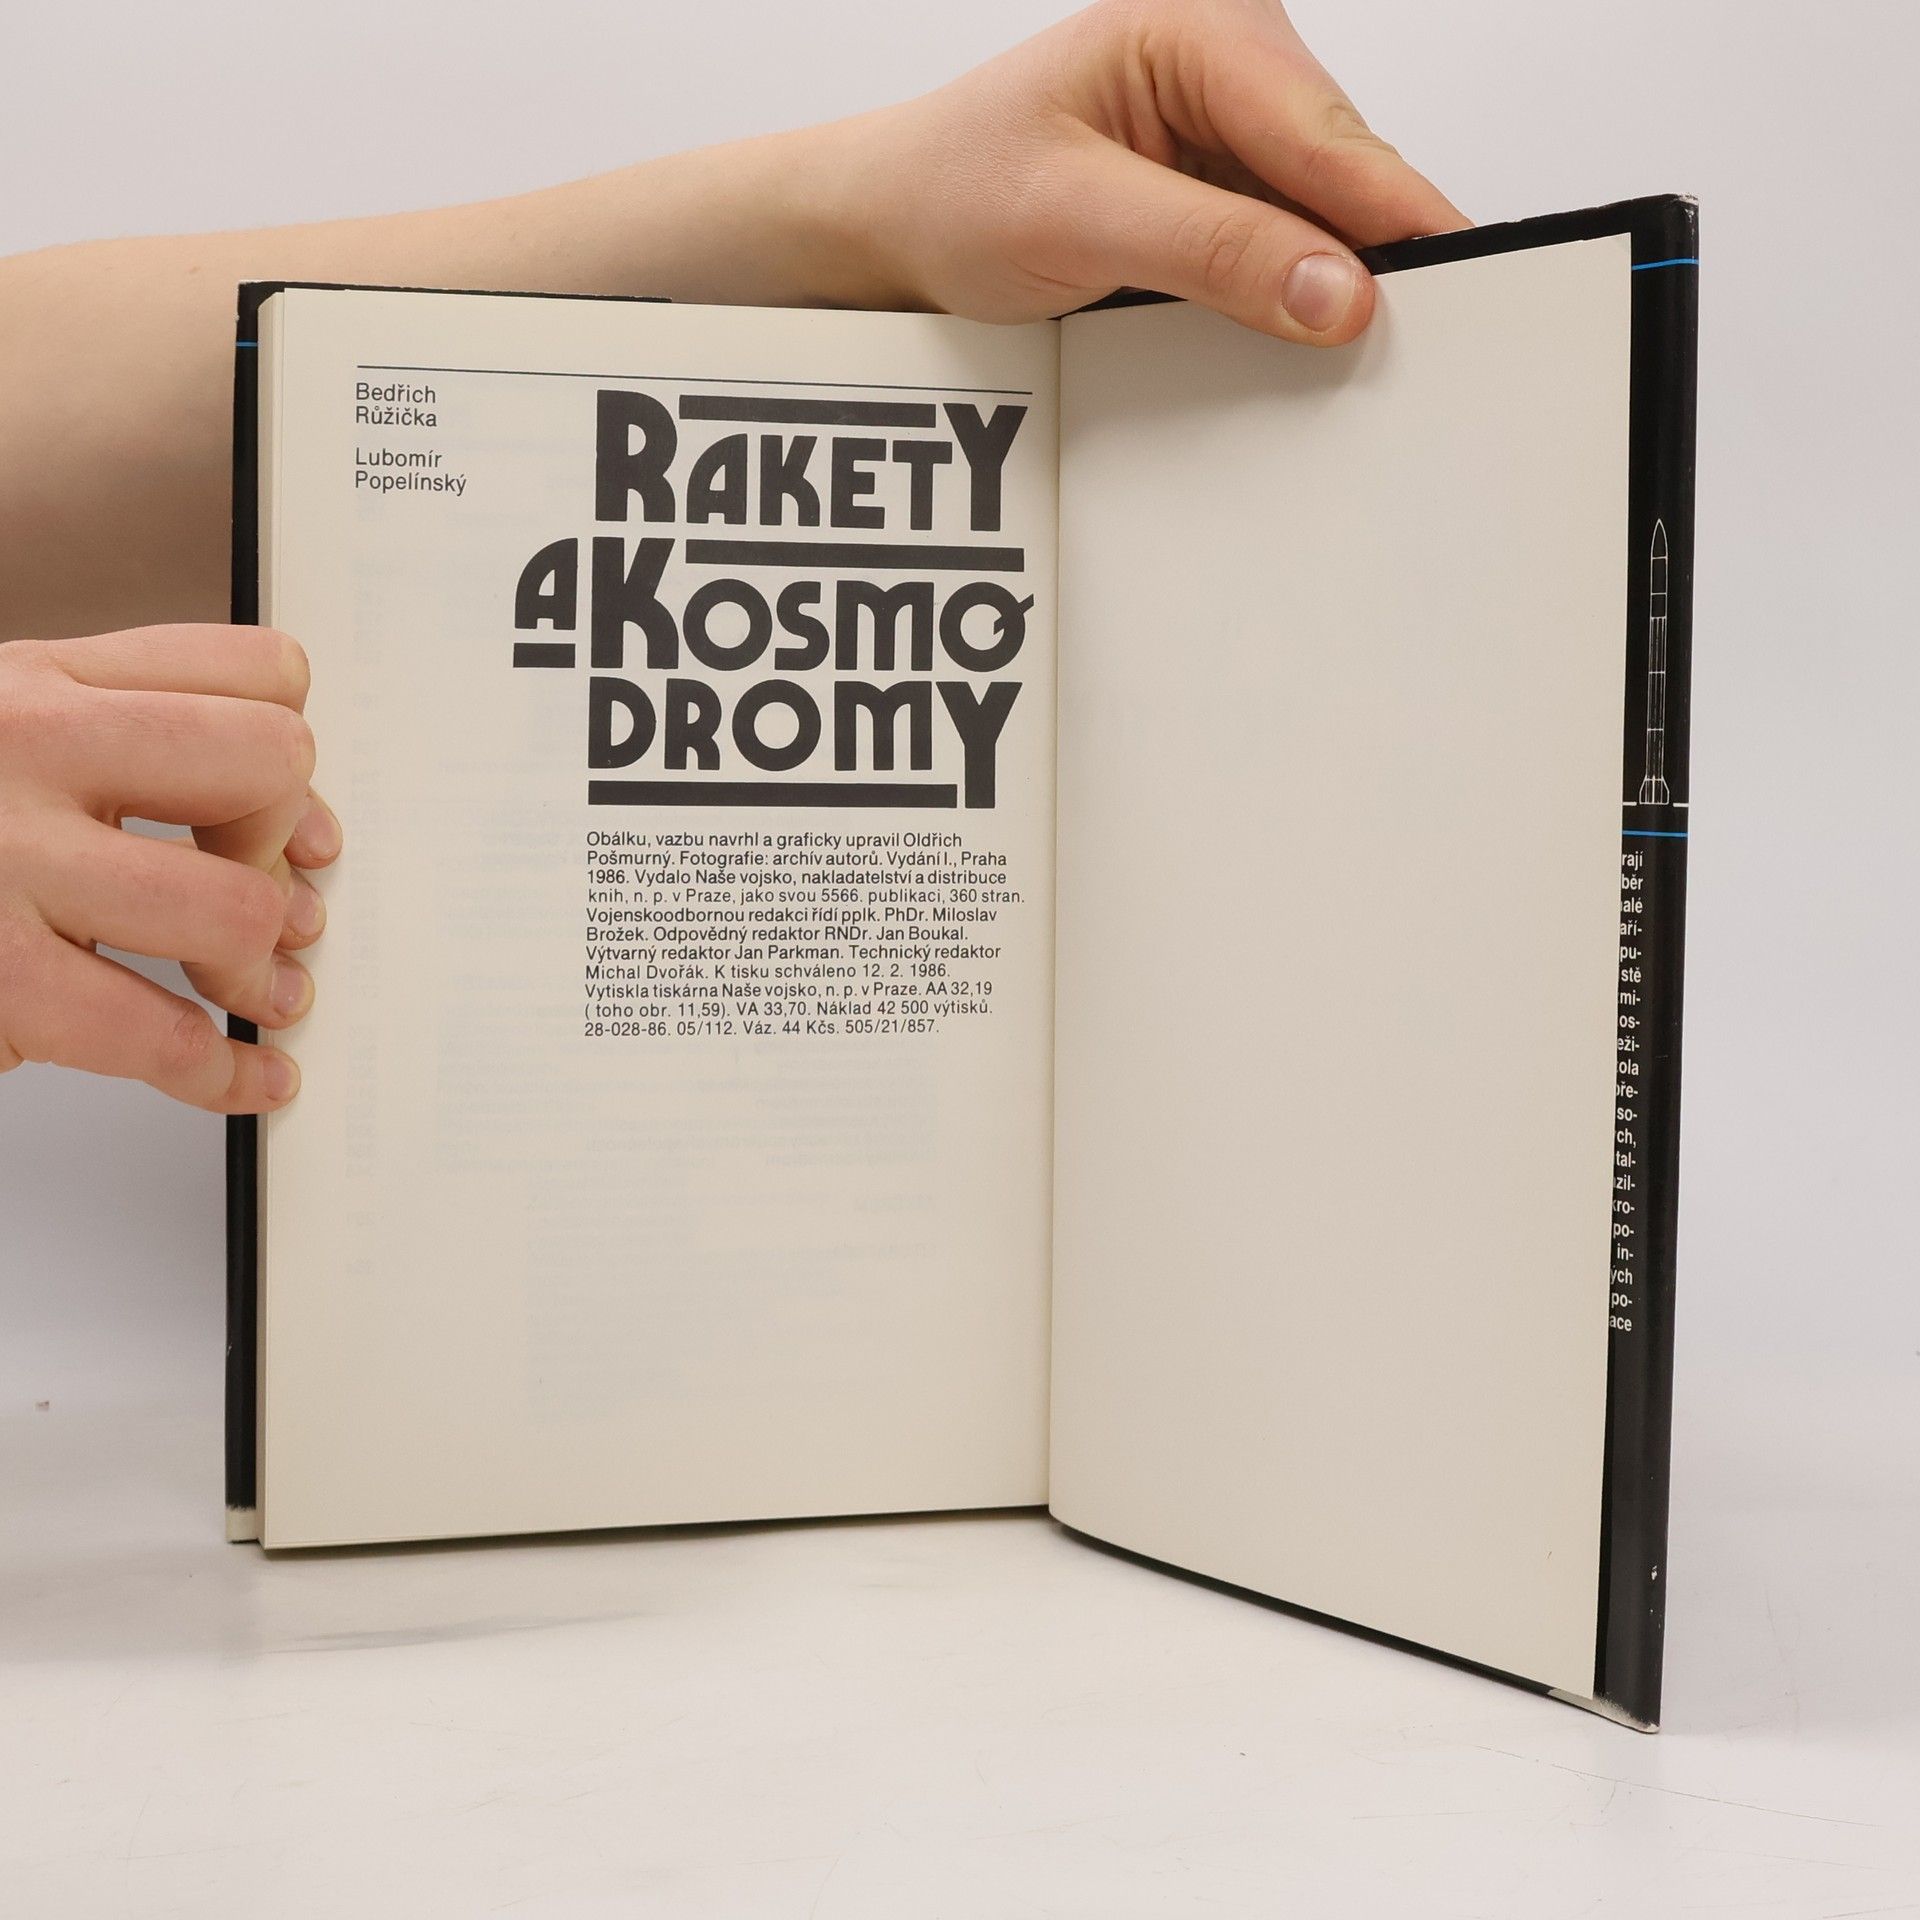 Bedřich
Růžička
Lubomír
Popelínský
RAKETY
A KOSMO
DROMY
Obálku, vazbu navrhl a graficky upravil Oldřich
Pošmurný. Fotografie: archív autorů. Vydání I., Praha
1986. Vydalo Naše vojsko, nakladatelství a distribuce
knih, n. p. v Praze, jako svou 5566. publikaci, 360 stran.
Vojenskoodbornou redakci řídí pplk. PhDr. Miloslav
Brožek. Odpovědný redaktor RNDr. Jan Boukal.
Výtvarný redaktor Jan Parkman. Technický redaktor
Michal Dvořák. K tisku schváleno 12. 2. 1986.
Vytiskla tiskárna Naše vojsko, n. p. v Praze. AA 32,19
( toho obr. 11,59). VA 33,70. Náklad 42 500 výtisků.
28-028-86. 05/112. Váz. 44 Kčs. 505/21/857.